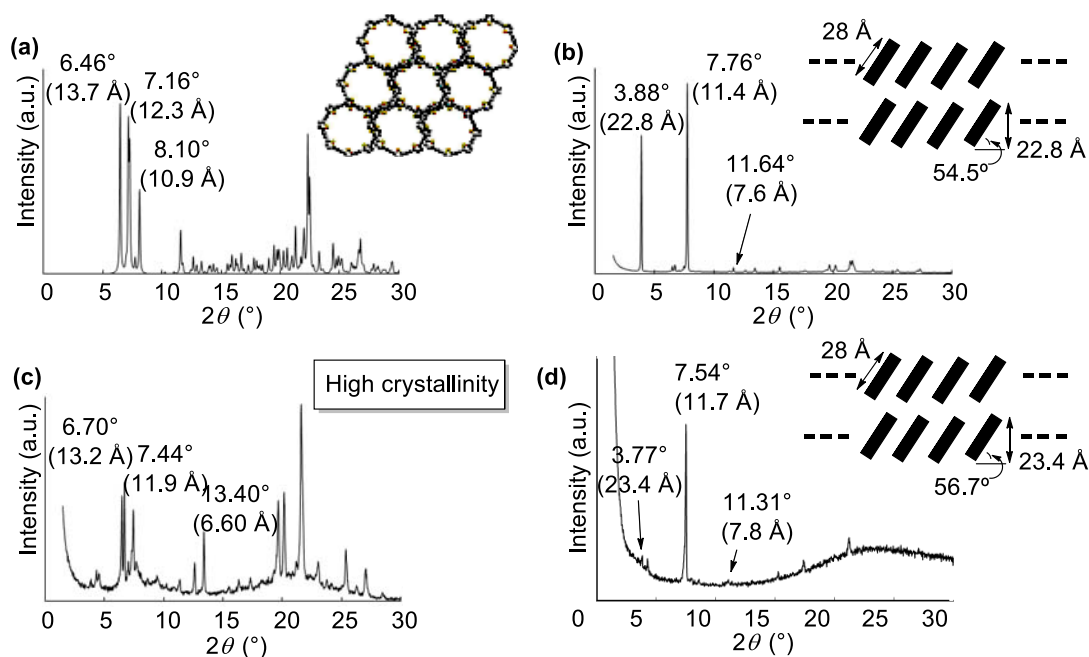 (a)
6.46°
(13.7 Å)
7.16°
(12.3 Å)
8.10°
(10.9 Å)
Intensity (a.u.)
0 5 10 15 20 25 30
2θ (°)
(b)
28 Å
7.76°
(11.4 Å)
3.88°
(22.8 Å)
11.64°
(7.6 Å)
54.5º
22.8 Å
Intensity (a.u.)
0 5 10 15 20 25 30
2θ (°)
(c)
High crystallinity
6.70°
(13.2 Å)
7.44°
(11.9 Å)
13.40°
(6.60 Å)
Intensity (a.u.)
0 5 10 15 20 25 30
2θ (°)
(d)
28 Å
7.54°
(11.7 Å)
3.77°
(23.4 Å)
11.31°
(7.8 Å)
56.7º
23.4 Å
Intensity (a.u.)
0 5 10 15 20 25 30
2θ (°)